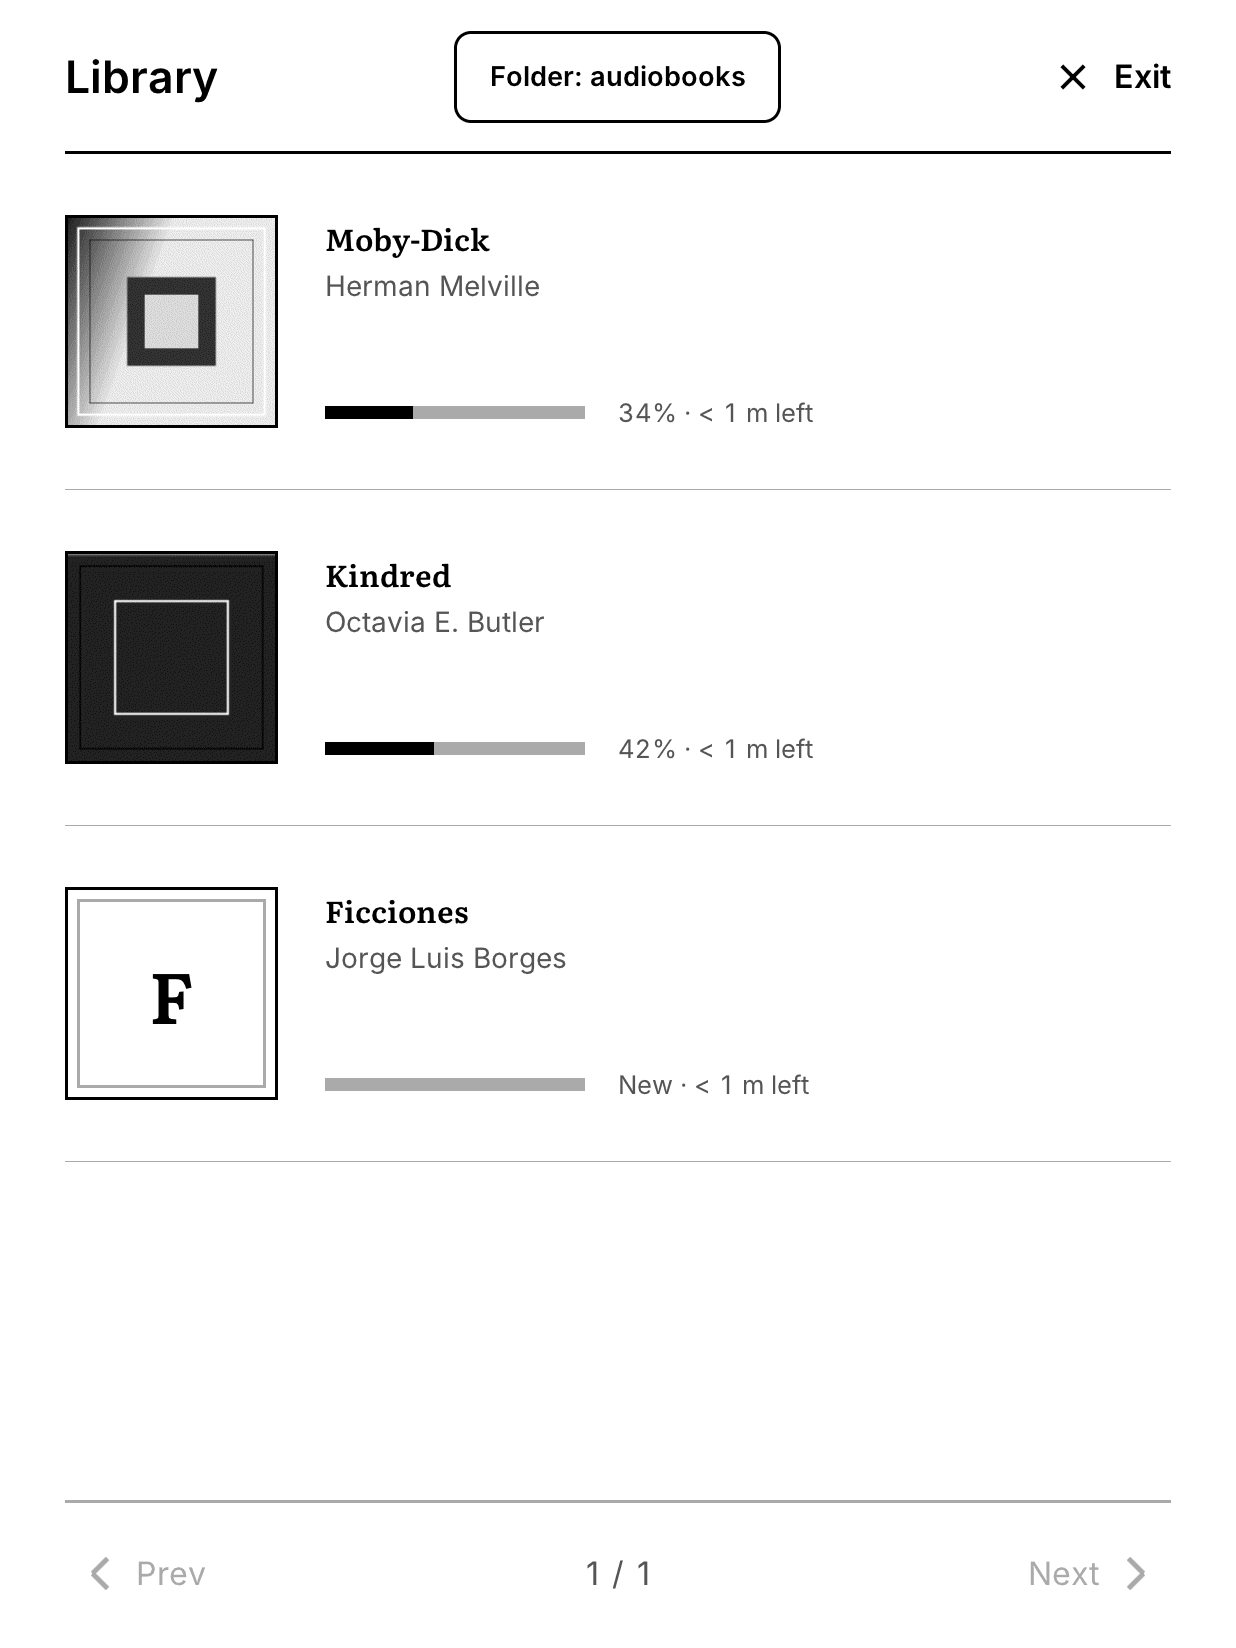 Library
Folder: audiobooks
Exit
Moby-Dick
Herman Melville
34% · < 1 m left
Kindred
Octavia E. Butler
42% · < 1 m left
F
Ficciones
Jorge Luis Borges
New · < 1 m left
Prev
1 / 1
Next